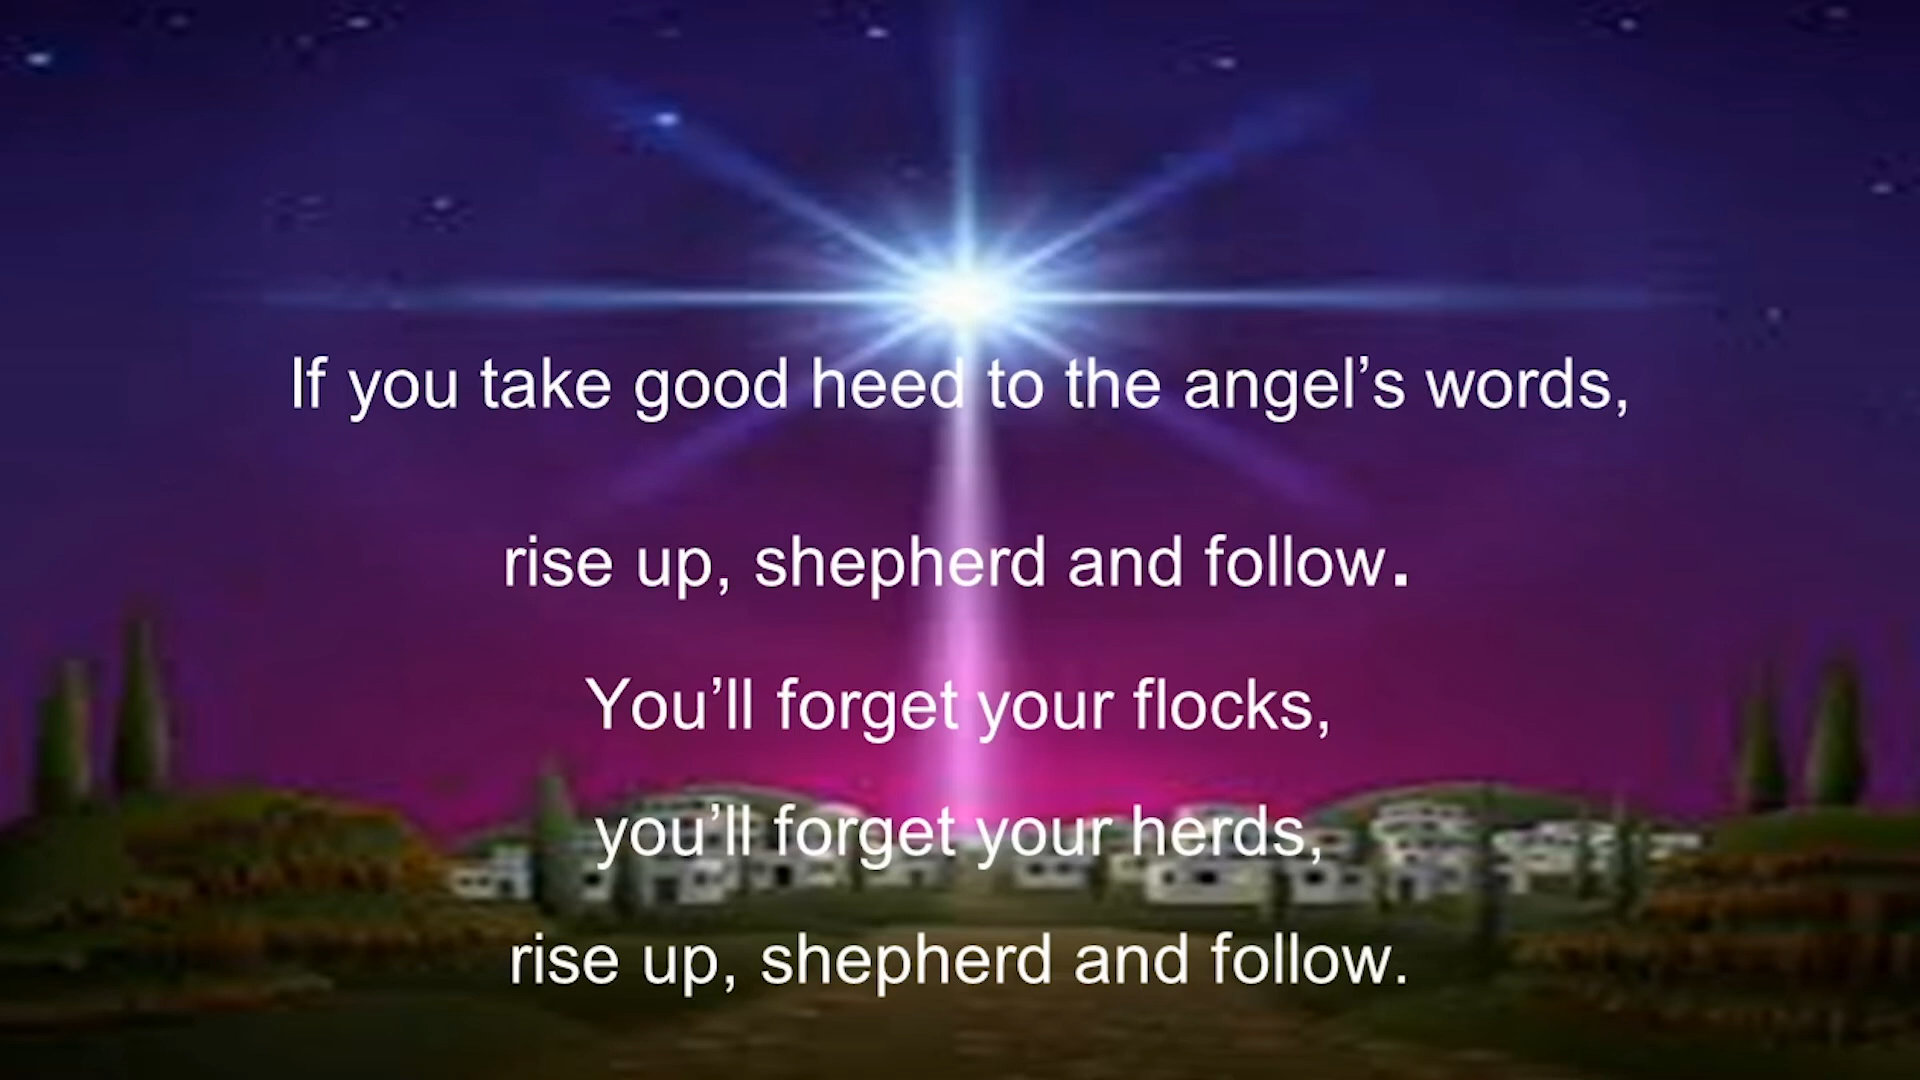 If you take good heed to the angel’s words,
rise up, shepherd and follow.
You’ll forget your flocks,
you’ll forget your herds,
rise up, shepherd and follow.